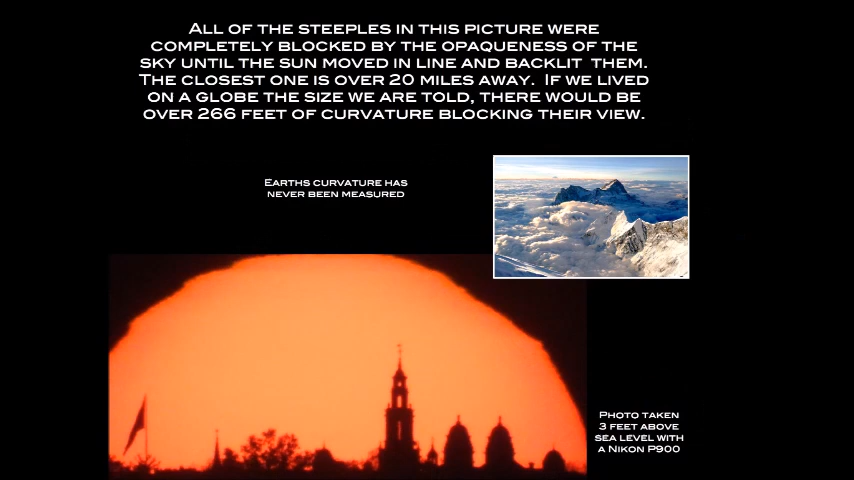 All of the steeples in this picture were
completely blocked by the opaqueness of the
sky until the sun moved in line and backlit them.
The closest one is over 20 miles away. If we lived
on a globe the size we are told, there would be
over 266 feet of curvature blocking their view.
Earths curvature has
never been measured
Photo taken
3 feet above
sea level with
a Nikon P900